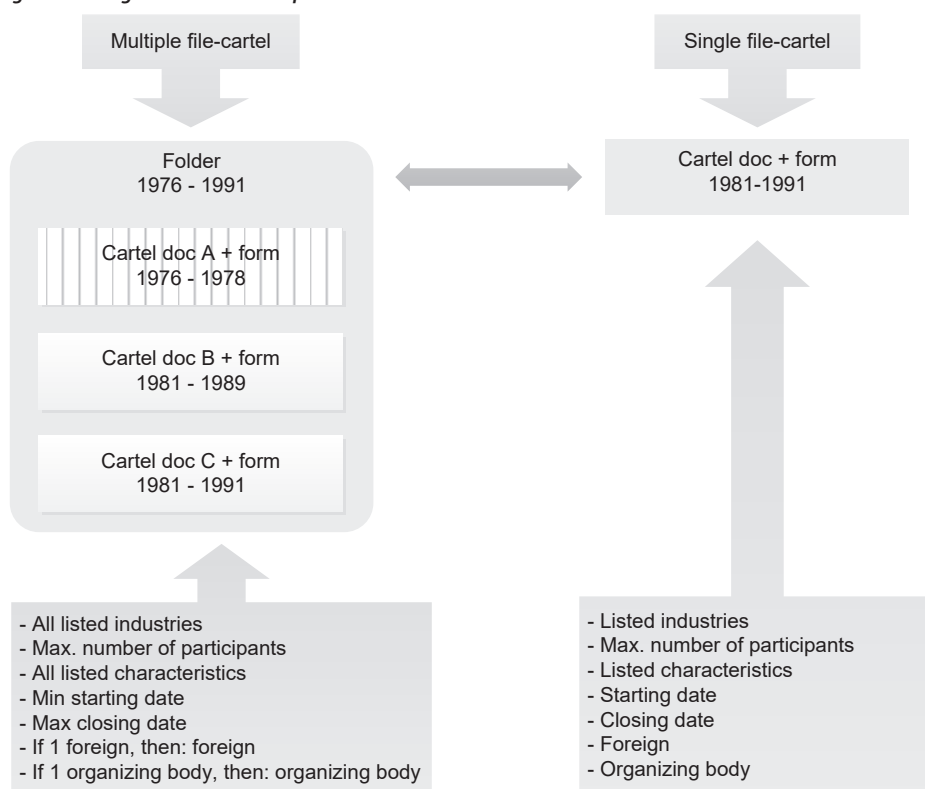 Multiple file-cartel
Single file-cartel
Folder
1976 - 1991
Cartel doc A + form
1976 - 1978
Cartel doc B + form
1981 - 1989
Cartel doc C + form
1981 - 1991
Cartel doc + form
1981-1991
- All listed industries
- Max. number of participants
- All listed characteristics
- Min starting date
- Max closing date
- If 1 foreign, then: foreign
- If 1 organizing body, then: organizing body
- Listed industries
- Max. number of participants
- Listed characteristics
- Starting date
- Closing date
- Foreign
- Organizing body